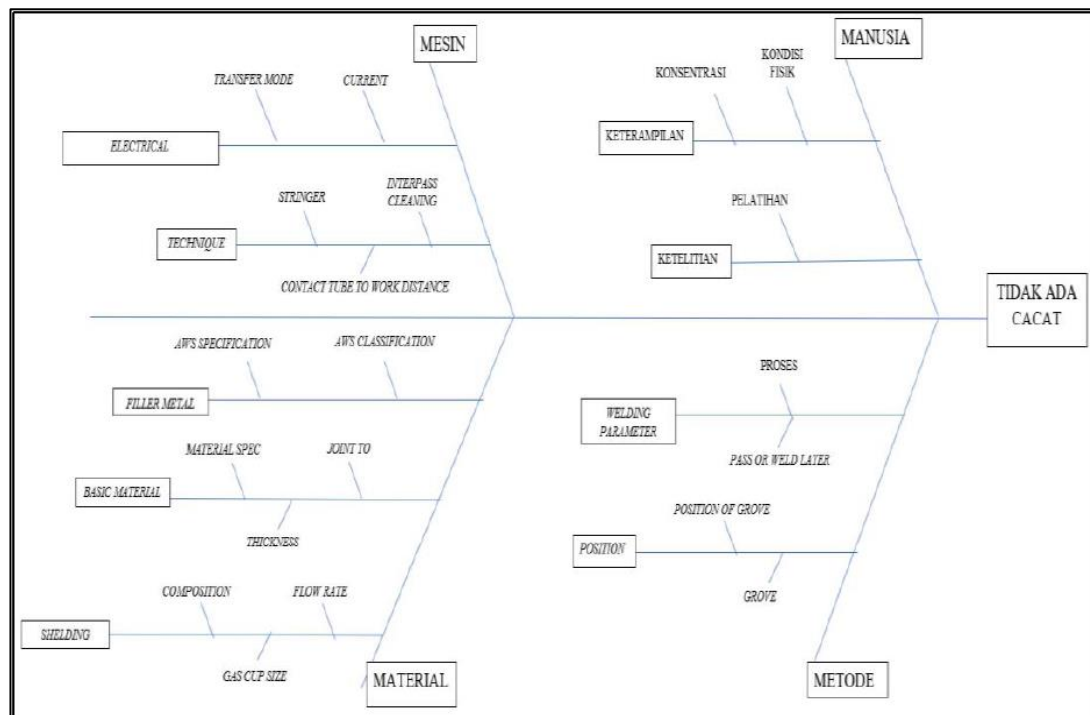 MESIN
MANUSIA
TRANSFER MODE
CURRENT
KONSENTRASI
KONDISI
FISIK
ELECTRICAL
KETERAMPILAN
STRINGER
INTERPASS
CLEANING
PELATIHAN
TECHNIQUE
KETELITIAN
CONTACT TUBE TO WORK DISTANCE
TIDAK ADA
CACAT
AWS SPECIFICATION
AWS CLASSIFICATION
PROSES
FILLER METAL
WELDING
PARAMETER
MATERIAL SPEC
JOINT TO
PASS OR WELD LATER
BASIC MATERIAL
THICKNESS
POSITION OF GROVE
POSITION
GROVE
COMPOSITION
FLOW RATE
SHELDING
GAS CUP SIZE
MATERIAL
METODE